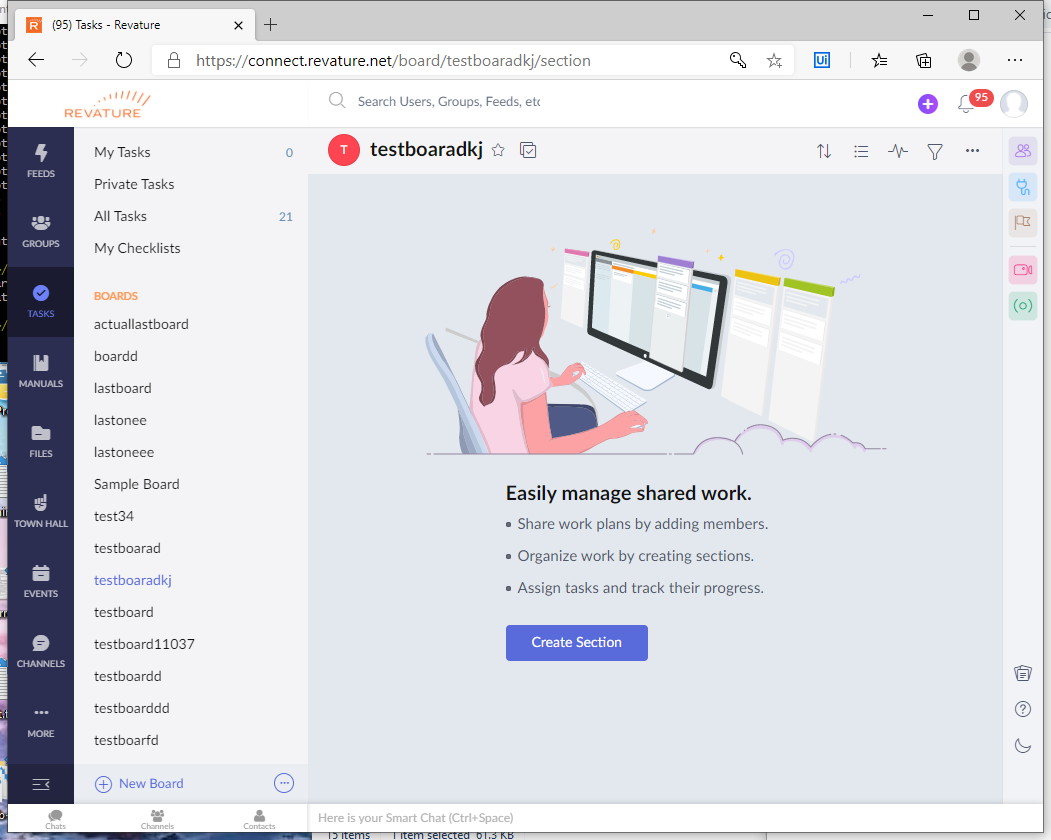 (95) Tasks - Revature
https://connect.revature.net/board/testboaradkj/section
REVATURE
Search Users, Groups, Feeds, etc
95
FEEDS
GROUPS
TASKS
MANUALS
FILES
TOWN HALL
EVENTS
CHANNELS
MORE
My Tasks 0
Private Tasks
All Tasks 21
My Checklists
BOARDS
actuallastboard
boardd
lastboard
lastonee
lastoneee
Sample Board
test34
testboarad
testboaradkj
testboard
testboard11037
testboardd
testboarddd
testboarfd
New Board
T testboaradkj
Easily manage shared work.
• Share work plans by adding members.
• Organize work by creating sections.
• Assign tasks and track their progress.
Create Section
Chats
Channels
Contacts
Here is your Smart Chat (Ctrl+Space)
15 items 1 item selected 61.3 KB